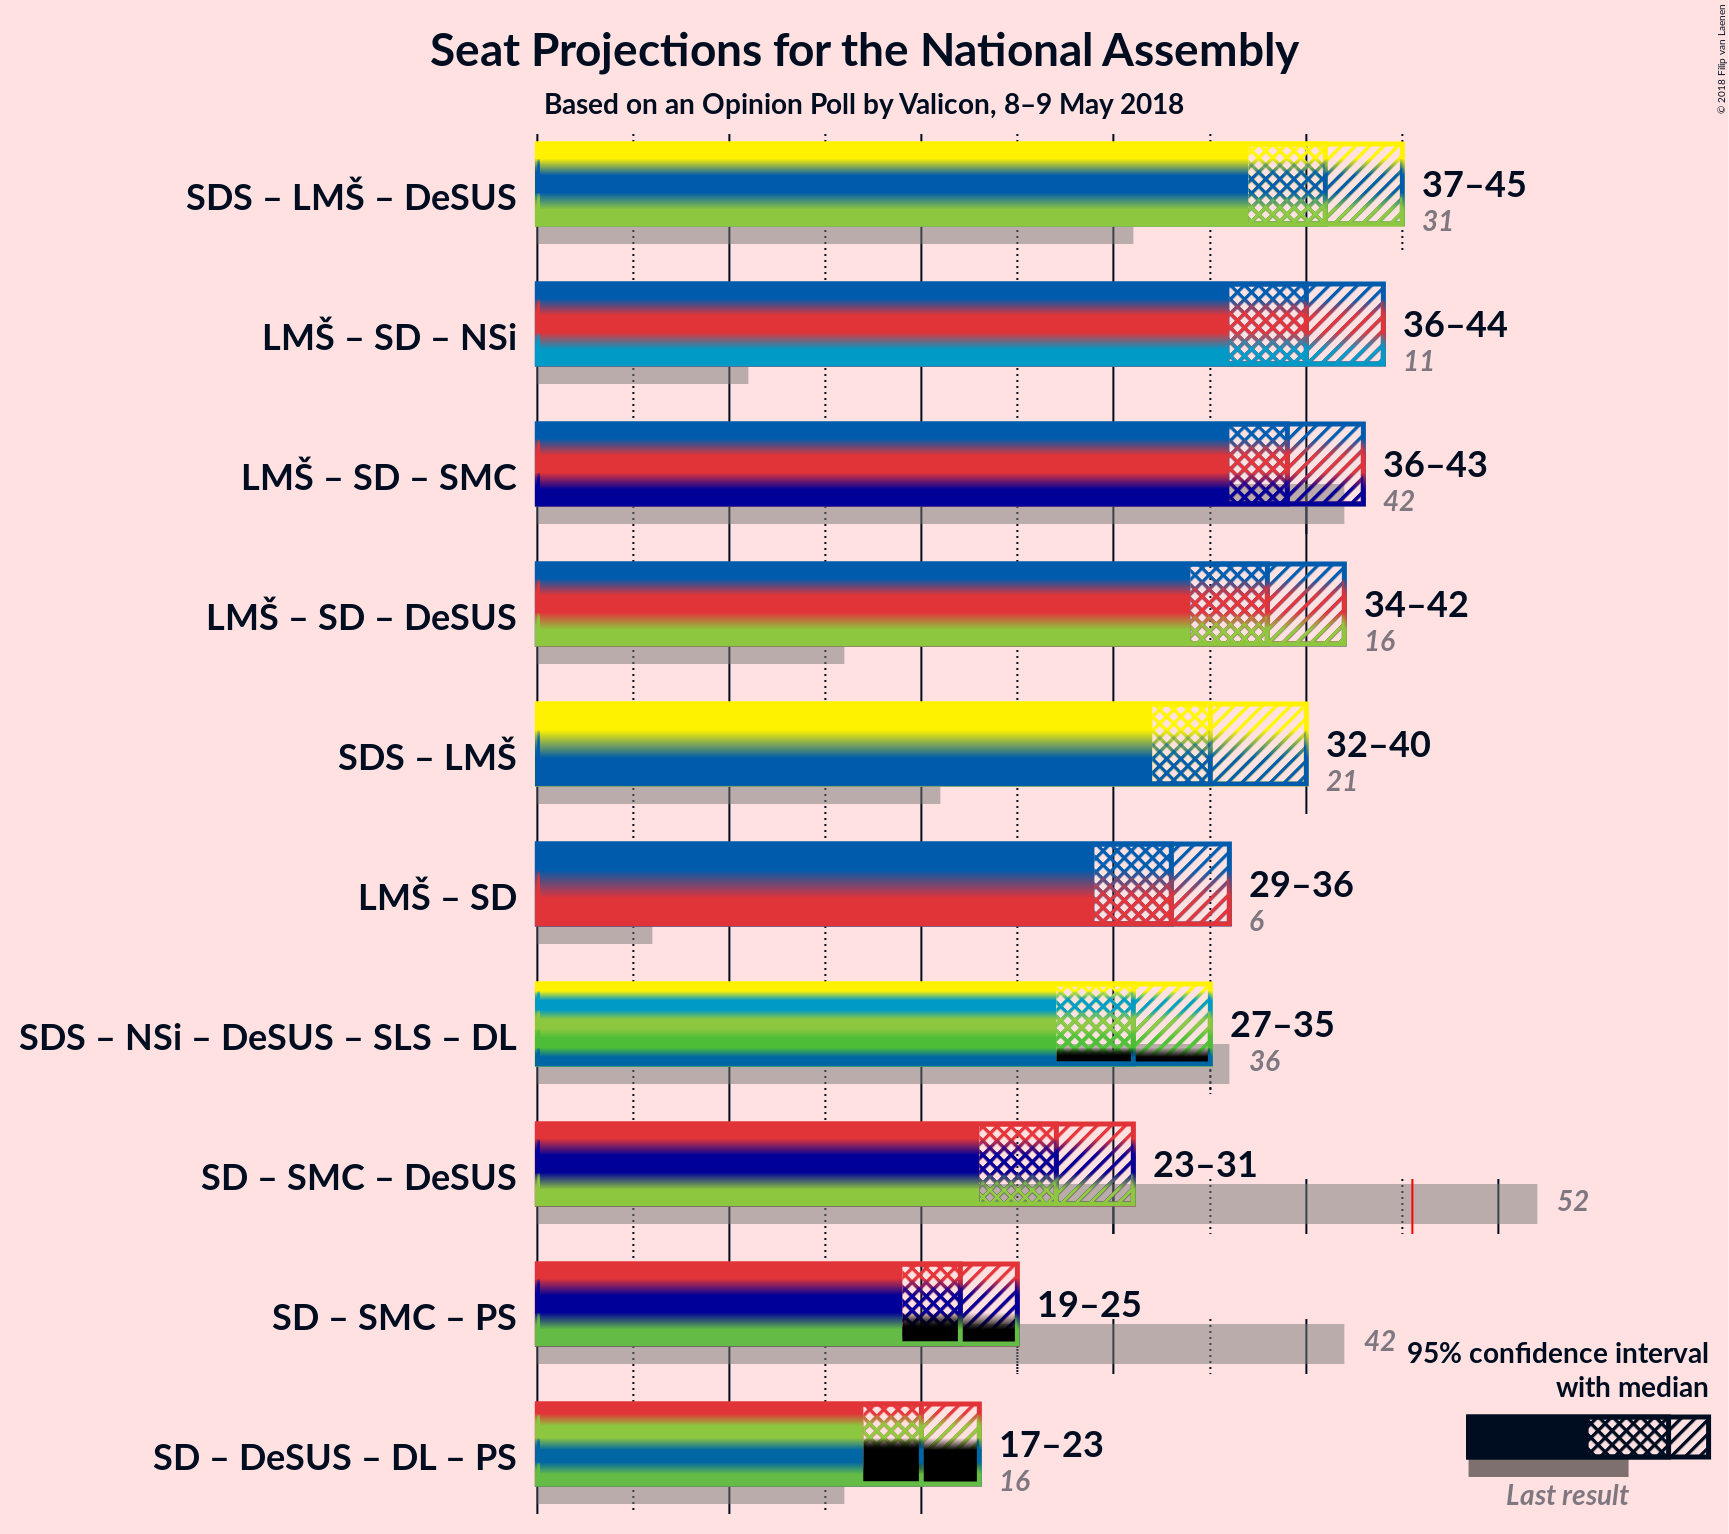 Seat Projections for the National Assembly
Based on an Opinion Poll by Valicon, 8–9 May 2018
© 2018 Filip van Laenen
SDS – LMŠ – DeSUS
37–45
31
LMŠ – SD – NSi
36–44
11
LMŠ – SD – SMC
36–43
42
LMŠ – SD – DeSUS
34–42
16
SDS – LMŠ
32–40
21
LMŠ – SD
29–36
6
SDS – NSi – DeSUS – SLS – DL
27–35
36
SD – SMC – DeSUS
23–31
52
SD – SMC – PS
19–25
42
SD – DeSUS – DL – PS
17–23
16
95% confidence interval
with median
Last result